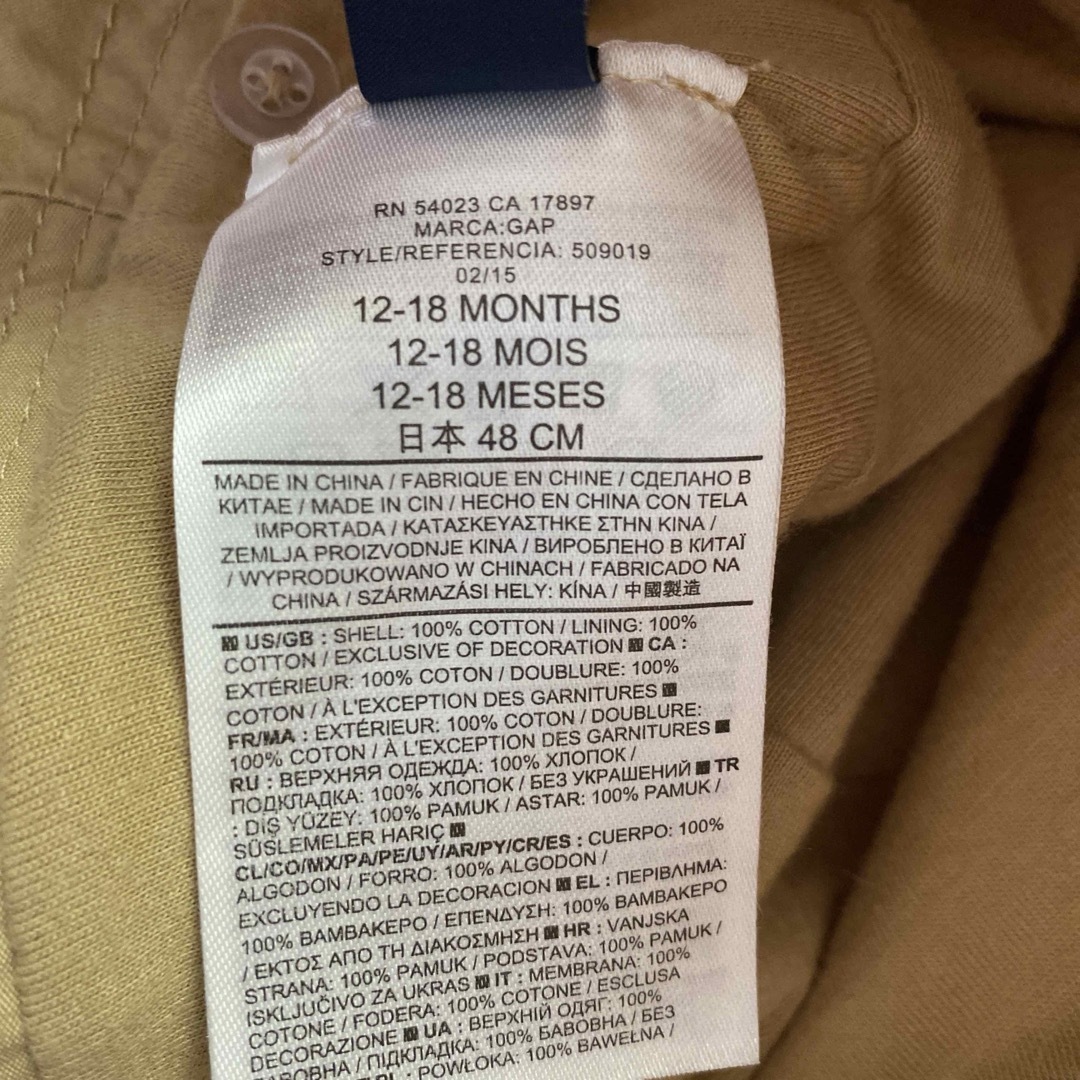 RN 54023 CA 17897
MARCA:GAP
STYLE/REFERENCIA: 509019
02/15
12-18 MONTHS
12-18 MOIS
12-18 MESES
日本 48 CM
MADE IN CHINA / FABRIQUE EN CHINE / СДЕЛАНО В
КИТАЕ / MADE IN CIN / HECHO EN CHINA CON TELA
IMPORTADA / ΚΑΤΑΣΚΕΥΑΣΤΗΚΕ ΣΤΗΝ ΚΙΝΑ /
ZEMLJA PROIZVODNJE KINA / ВИРОБЛЕНО В КИТАЇ
/ WYPRODUKOWANO W CHINACH / FABRICADO NA
CHINA / SZÁRMAZÁSI HELY: KÍNA / 中國製造
US/GB : SHELL: 100% COTTON / LINING: 100%
COTTON / EXCLUSIVE OF DECORATION CA :
EXTÉRIEUR: 100% COTON / DOUBLURE: 100%
COTON / À L'EXCEPTION DES GARNITURES
FR/MA : EXTÉRIEUR: 100% COTON / DOUBLURE:
100% COTON / À L'EXCEPTION DES GARNITURES
RU : ВЕРХНЯЯ ОДЕЖДА: 100% ХЛОПОК /
ПОДКЛАДКА: 100% ХЛОПОК / БЕЗ УКРАШЕНИЙ TR
: DIŞ YÜZEY: 100% PAMUK / ASTAR: 100% PAMUK /
SÜSLEMELER HARIÇ
CL/CO/MX/PA/PE/UY/AR/PY/CR/ES : CUERPO: 100%
ALGODON / FORRO: 100% ALGODON /
EXCLUYENDO LA DECORACION EL : ΠΕΡΙΒΛΗΜΑ:
100% ΒΑΜΒΑΚΕΡΟ / ΕΠΕΝΔΥΣΗ: 100% ΒΑΜΒΑΚΕΡΟ
/ ΕΚΤΟΣ ΑΠΟ ΤΗ ΔΙΑΚΟΣΜΗΣΗ HR : VANJSKA
STRANA: 100% PAMUK / PODSTAVA: 100% PAMUK /
ISKLJUČIVO ZA UKRAS IT : MEMBRANA: 100%
COTONE / FODERA: 100% COTONE / ESCLUSA
DECORAZIONE UA : ВЕРХНІЙ ОДЯГ: 100%
БАВОВНА / ПІДКЛАДКА: 100% БАВОВНА / БЕЗ
POWŁOKA: 100% BAWEŁNA /